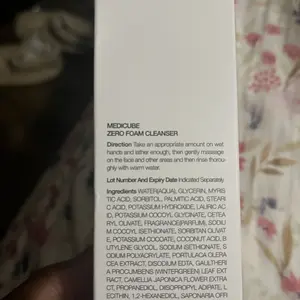 MEDICUBE
ZERO FOAM CLEANSER
Direction Take an appropriate amount on wet
hands and lather enough, then gently massage
on the face and other areas and then rinse thorou-
ghly with warm water.
Lot Number And Expiry Date Indicated Separately
Ingredients WATER(AQUA), GLYCERIN, MYRIS
TIC ACID, SORBITOL, PALMITIC ACID, STEARI
C ACID, POTASSIUM HYDROXIDE, LAURIC AC
ID, POTASSIUM COCOYL GLYCINATE, CETEA
RYL OLIVATE, FRAGRANCE(PARFUM), SODIU
M COCOYL ISETHIONATE, SORBITAN OLIVAT
E, POTASSIUM COCOATE, COCONUT ACID, B
UTYLENE GLYCOL, SODIUM ISETHIONATE, S
ODIUM POLYACRYLATE, PORTULACA OLERA
CEA EXTRACT, DISODIUM EDTA, GAULTHERI
A PROCUMBENS (WINTERGREEN) LEAF EXT
RACT, CAMELLIA JAPONICA FLOWER EXTRA
CT, PROPANEDIOL, DIISOPROPYL ADIPATE, L
ECITHIN, 1,2-HEXANEDIOL, SAPONARIA OFFI